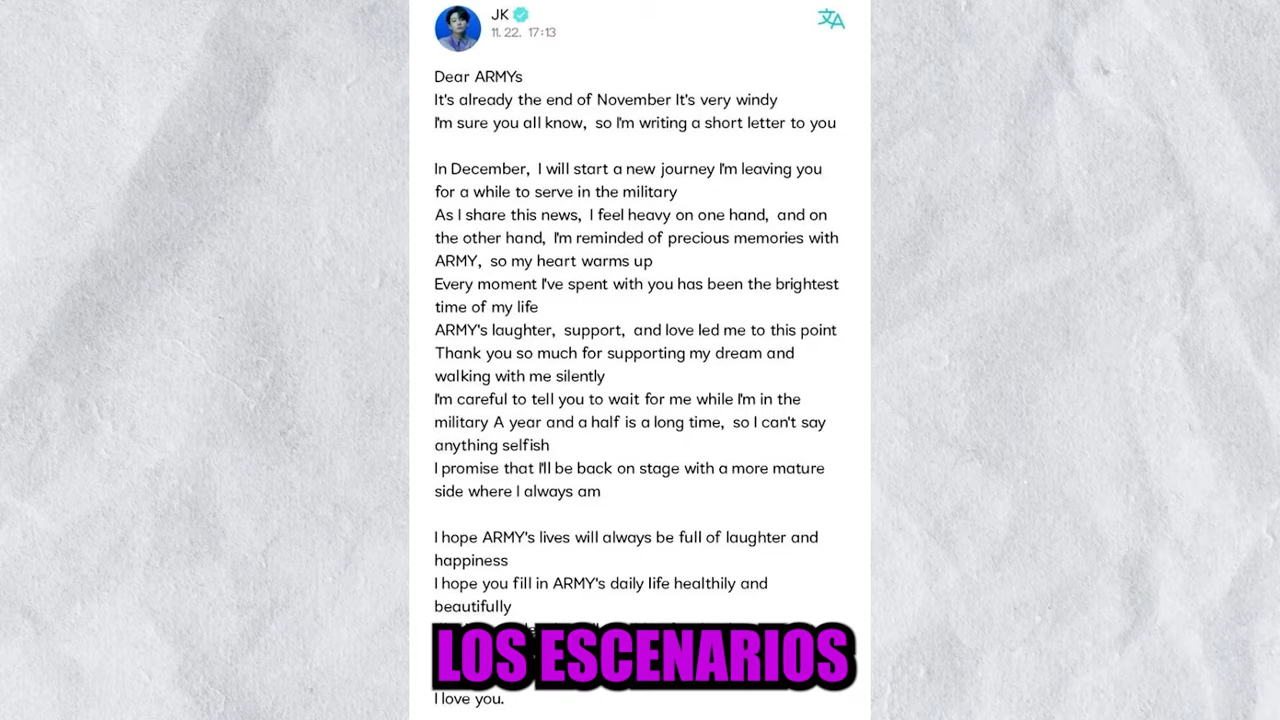 JK
11. 22. 17:13
文A
Dear ARMYs
It's already the end of November It's very windy
I'm sure you all know, so I'm writing a short letter to you
In December, I will start a new journey I'm leaving you
for a while to serve in the military
As I share this news, I feel heavy on one hand, and on
the other hand, I'm reminded of precious memories with
ARMY, so my heart warms up
Every moment I've spent with you has been the brightest
time of my life
ARMY's laughter, support, and love led me to this point
Thank you so much for supporting my dream and
walking with me silently
I'm careful to tell you to wait for me while I'm in the
military A year and a half is a long time, so I can't say
anything selfish
I promise that I'll be back on stage with a more mature
side where I always am
I hope ARMY's lives will always be full of laughter and
happiness
I hope you fill in ARMY's daily life healthily and
beautifully
LOS ESCENARIOS
I love you.